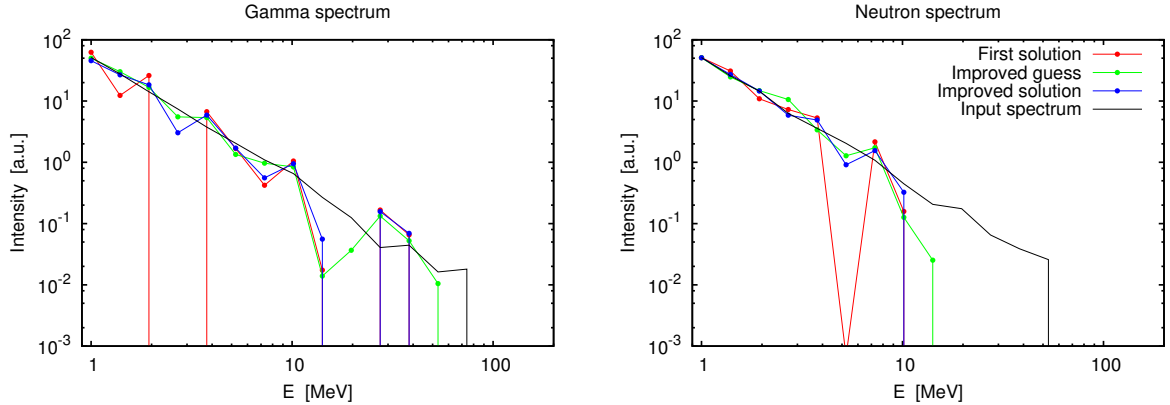 Gamma spectrum
10^2
10^1
10^0
10^-1
10^-2
10^-3
Intensity [a.u.]
1
10
100
E [MeV]
Neutron spectrum
First solution
Improved guess
Improved solution
Input spectrum
10^2
10^1
10^0
10^-1
10^-2
10^-3
Intensity [a.u.]
1
10
100
E [MeV]